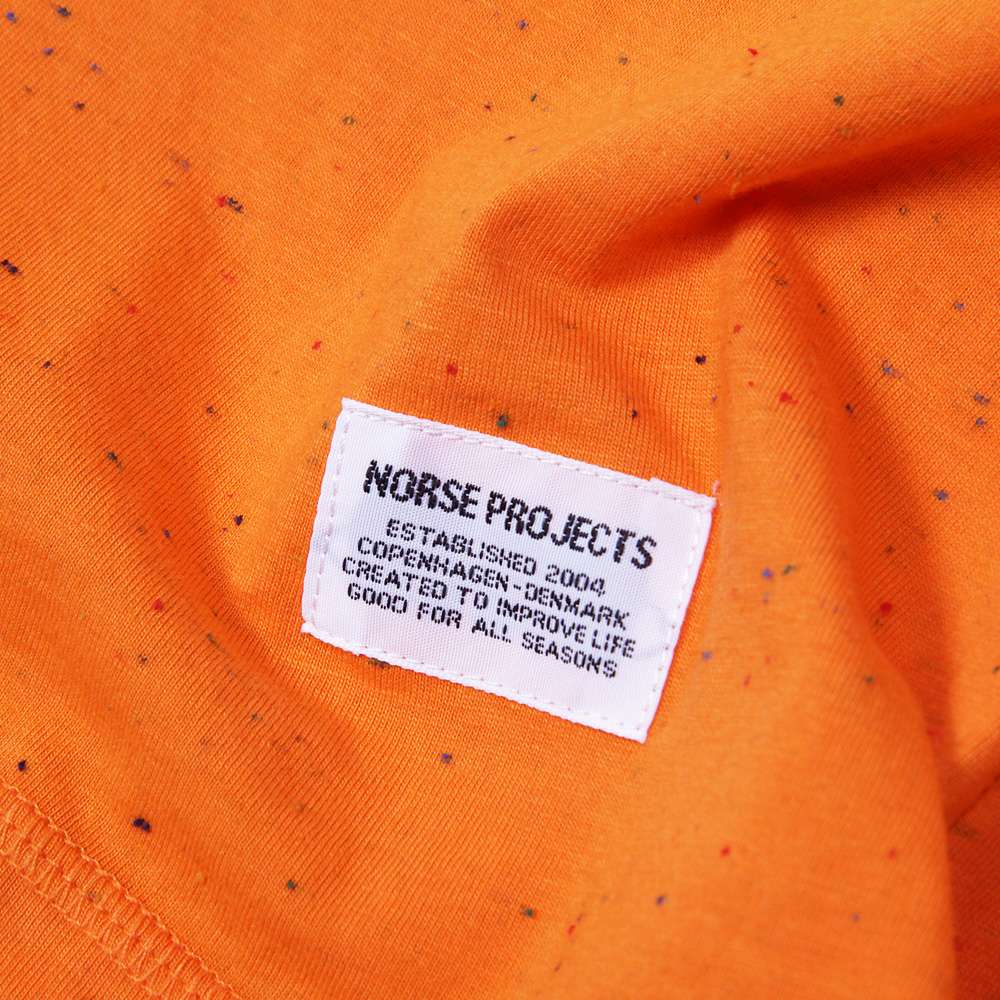 NORSE PROJECTS
ESTABLISHED 2004,
COPENHAGEN-DENMARK
CREATED TO IMPROVE LIFE
GOOD FOR ALL SEASONS